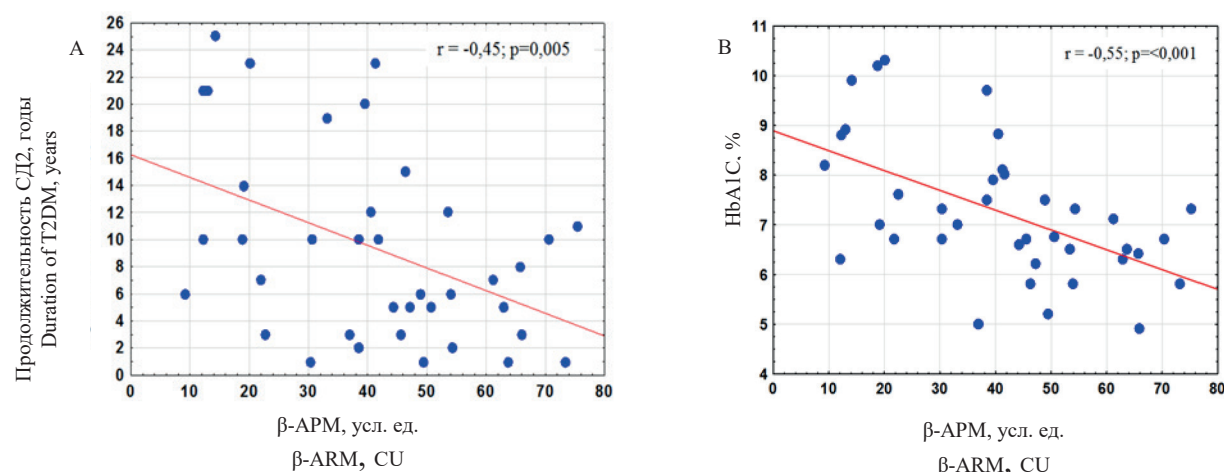 A
r = -0,45; p=0,005
Продолжительность СД2, годы
Duration of T2DM, years
26
24
22
20
18
16
14
12
10
8
6
4
2
0
0 10 20 30 40 50 60 70 80
β-АРМ, усл. ед.
β-ARM, CU
B
r = -0,55; p=<0,001
HbA1C. %
11
10
9
8
7
6
5
4
0 10 20 30 40 50 60 70 80
β-АРМ, усл. ед.
β-ARM, CU